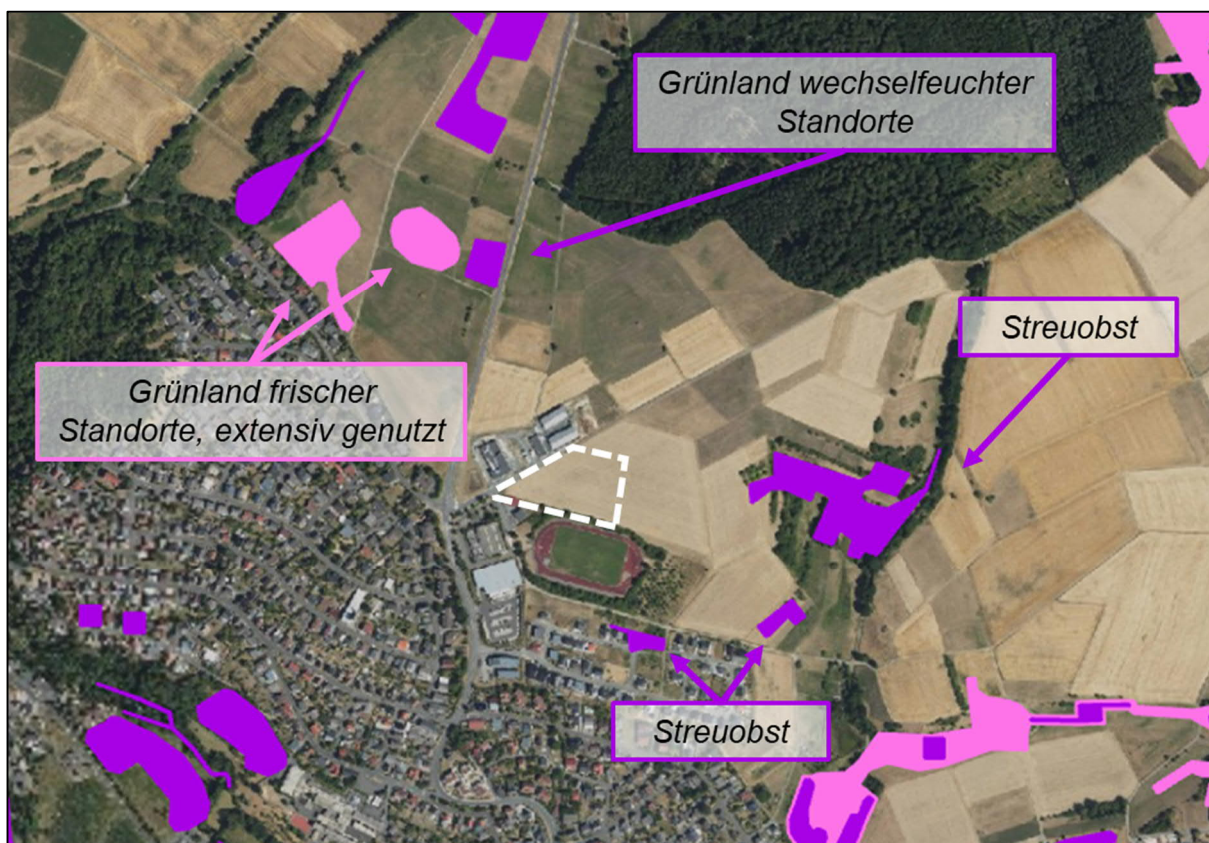 Grünland wechselfeuchter
Standorte
Streuobst
Grünland frischer
Standorte, extensiv genutzt
Streuobst